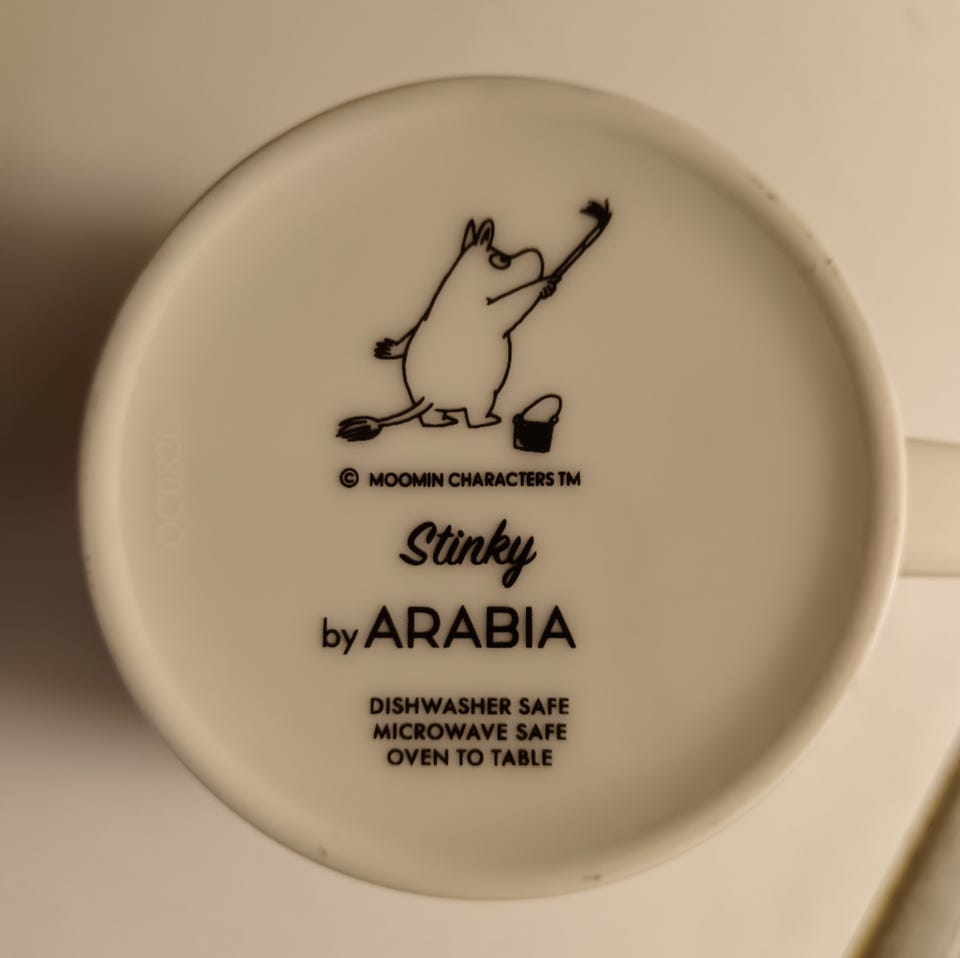 © MOOMIN CHARACTERS TM
Stinky
by ARABIA
DISHWASHER SAFE
MICROWAVE SAFE
OVEN TO TABLE